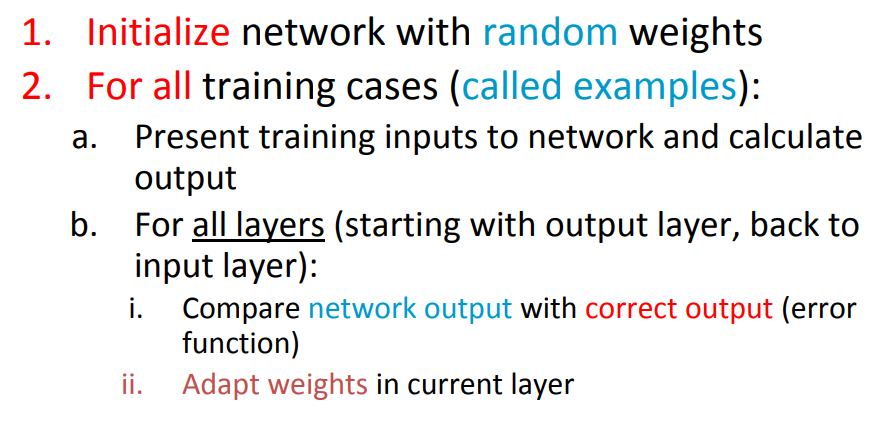 1. Initialize network with random weights
2. For all training cases (called examples):
a. Present training inputs to network and calculate
output
b. For all layers (starting with output layer, back to
input layer):
i. Compare network output with correct output (error
function)
ii. Adapt weights in current layer